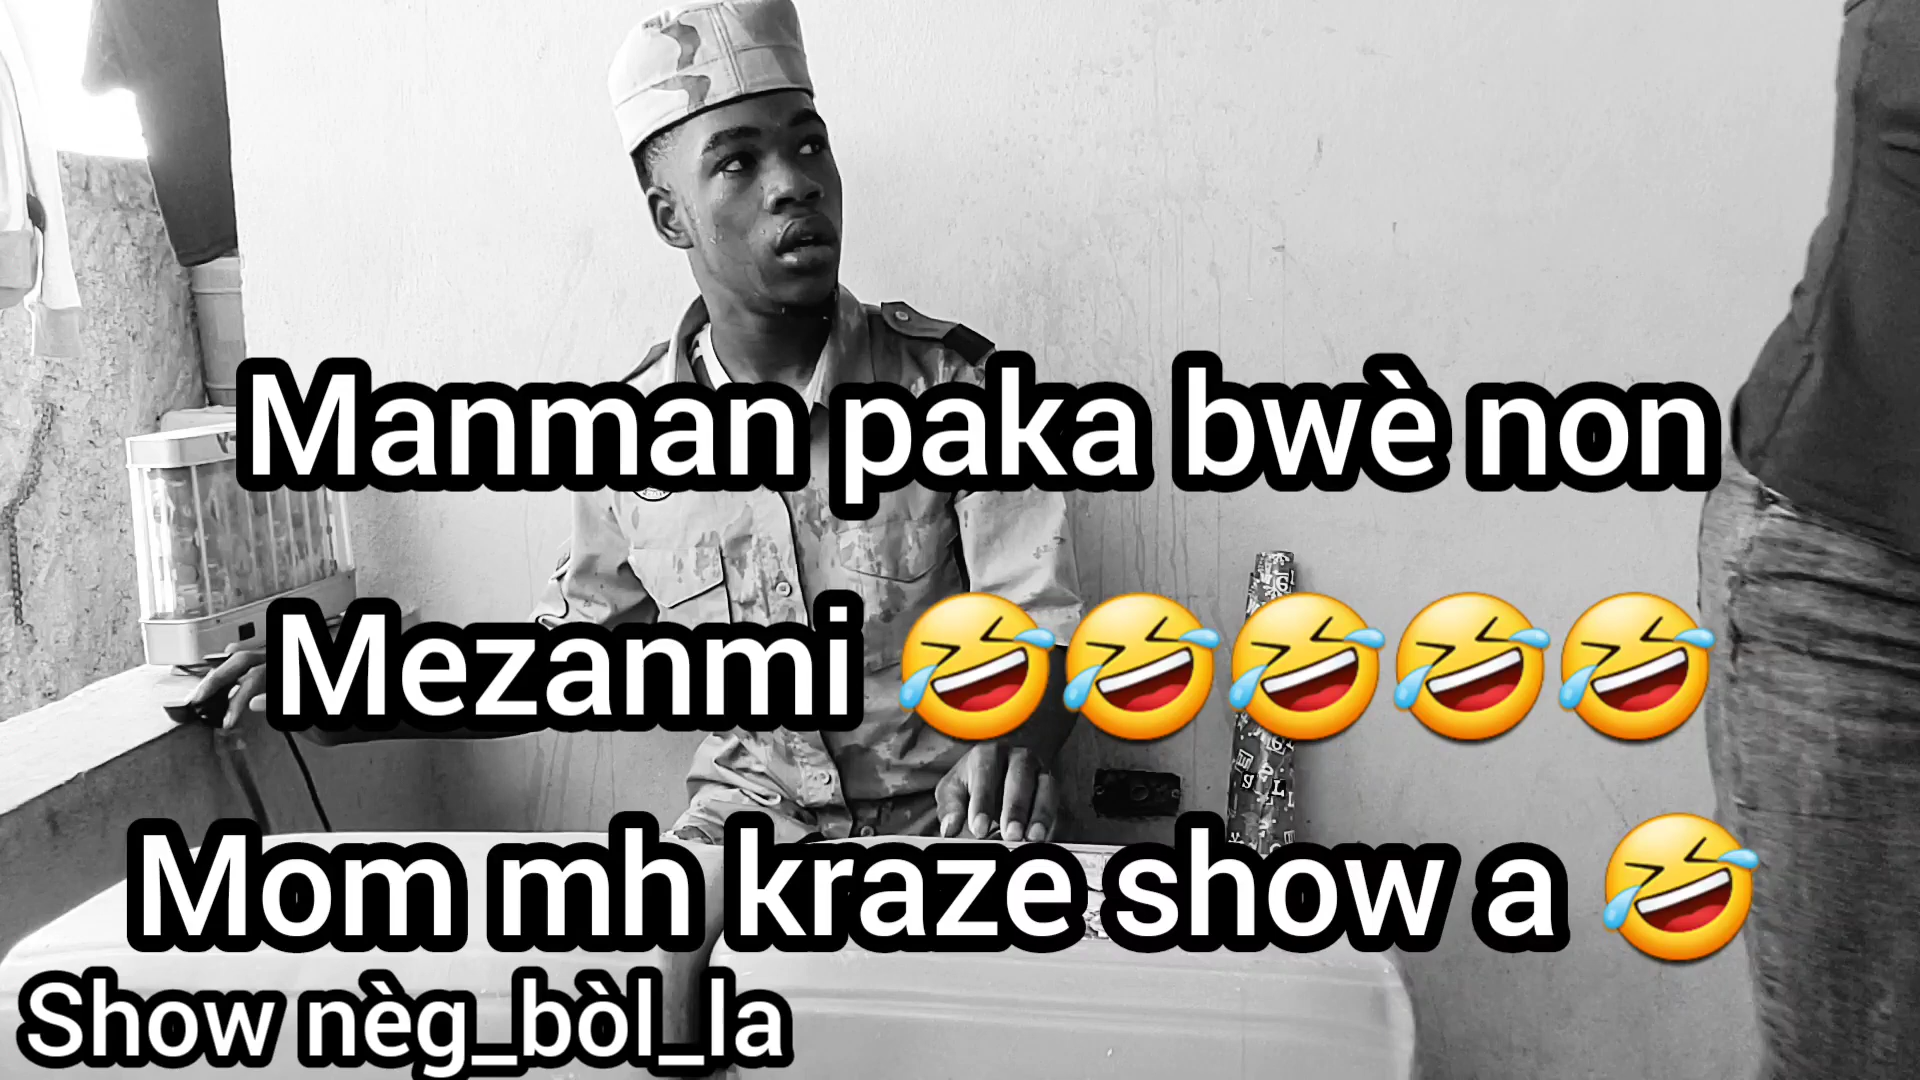 Manman paka bwè non
Mezanmi 🤣🤣🤣🤣🤣
Mom mh kraze show a 🤣
Show nèg_bòl_la